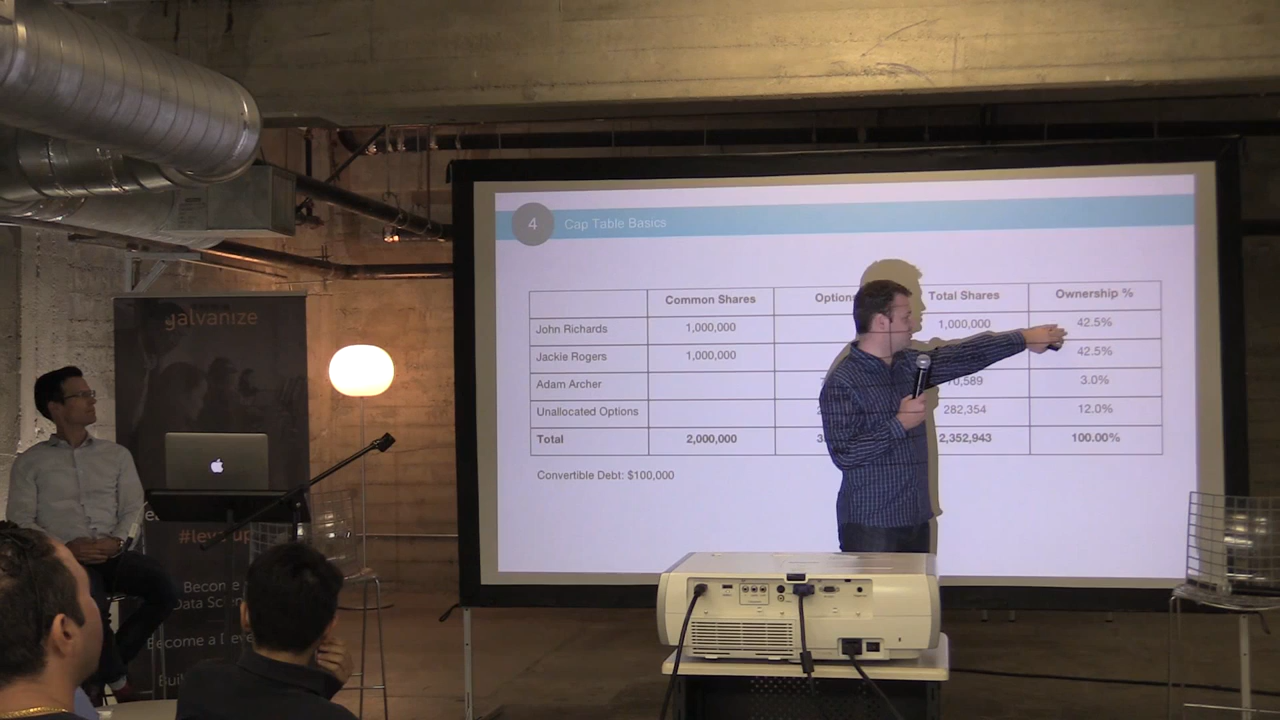 4 Cap Table Basics
Common Shares Total Shares Ownership %
John Richards 1,000,000 1,000,000 42.5%
Jackie Rogers 1,000,000 42.5%
Adam Archer 3.0%
Unallocated Options 282,354 12.0%
Total 2,000,000 2,352,943 100.00%
Convertible Debt: $100,000
galvanize
Become
Become a